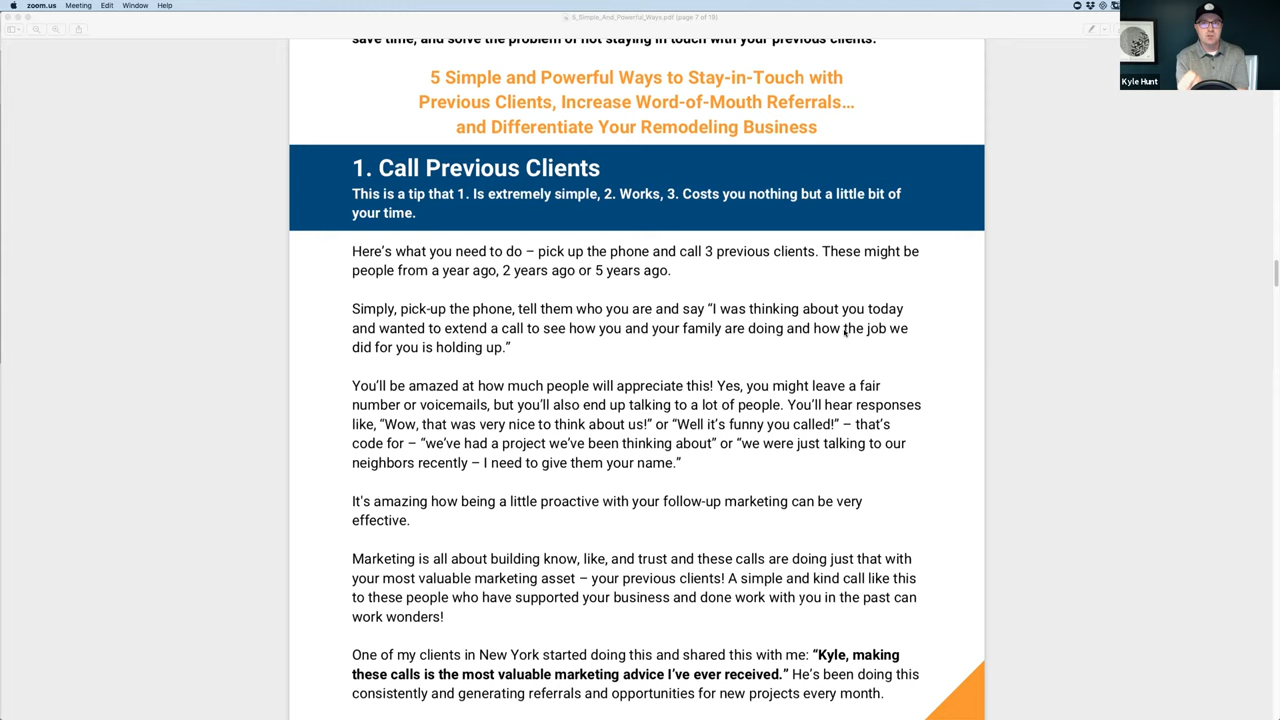 zoom.us Meeting Edit Window Help
5_Simple_And_Powerful_Ways.pdf (page 7 of 19)
Kyle Hunt
save time, and solve the problem of not staying in touch with your previous clients.
5 Simple and Powerful Ways to Stay-in-Touch with
Previous Clients, Increase Word-of-Mouth Referrals…
and Differentiate Your Remodeling Business
1. Call Previous Clients
This is a tip that 1. Is extremely simple, 2. Works, 3. Costs you nothing but a little bit of
your time.
Here’s what you need to do – pick up the phone and call 3 previous clients. These might be
people from a year ago, 2 years ago or 5 years ago.
Simply, pick-up the phone, tell them who you are and say “I was thinking about you today
and wanted to extend a call to see how you and your family are doing and how the job we
did for you is holding up.”
You’ll be amazed at how much people will appreciate this! Yes, you might leave a fair
number or voicemails, but you’ll also end up talking to a lot of people. You’ll hear responses
like, “Wow, that was very nice to think about us!” or “Well it’s funny you called!” – that’s
code for – “we’ve had a project we’ve been thinking about” or “we were just talking to our
neighbors recently – I need to give them your name.”
It's amazing how being a little proactive with your follow-up marketing can be very
effective.
Marketing is all about building know, like, and trust and these calls are doing just that with
your most valuable marketing asset – your previous clients! A simple and kind call like this
to these people who have supported your business and done work with you in the past can
work wonders!
One of my clients in New York started doing this and shared this with me: “Kyle, making
these calls is the most valuable marketing advice I’ve ever received.” He’s been doing this
consistently and generating referrals and opportunities for new projects every month.